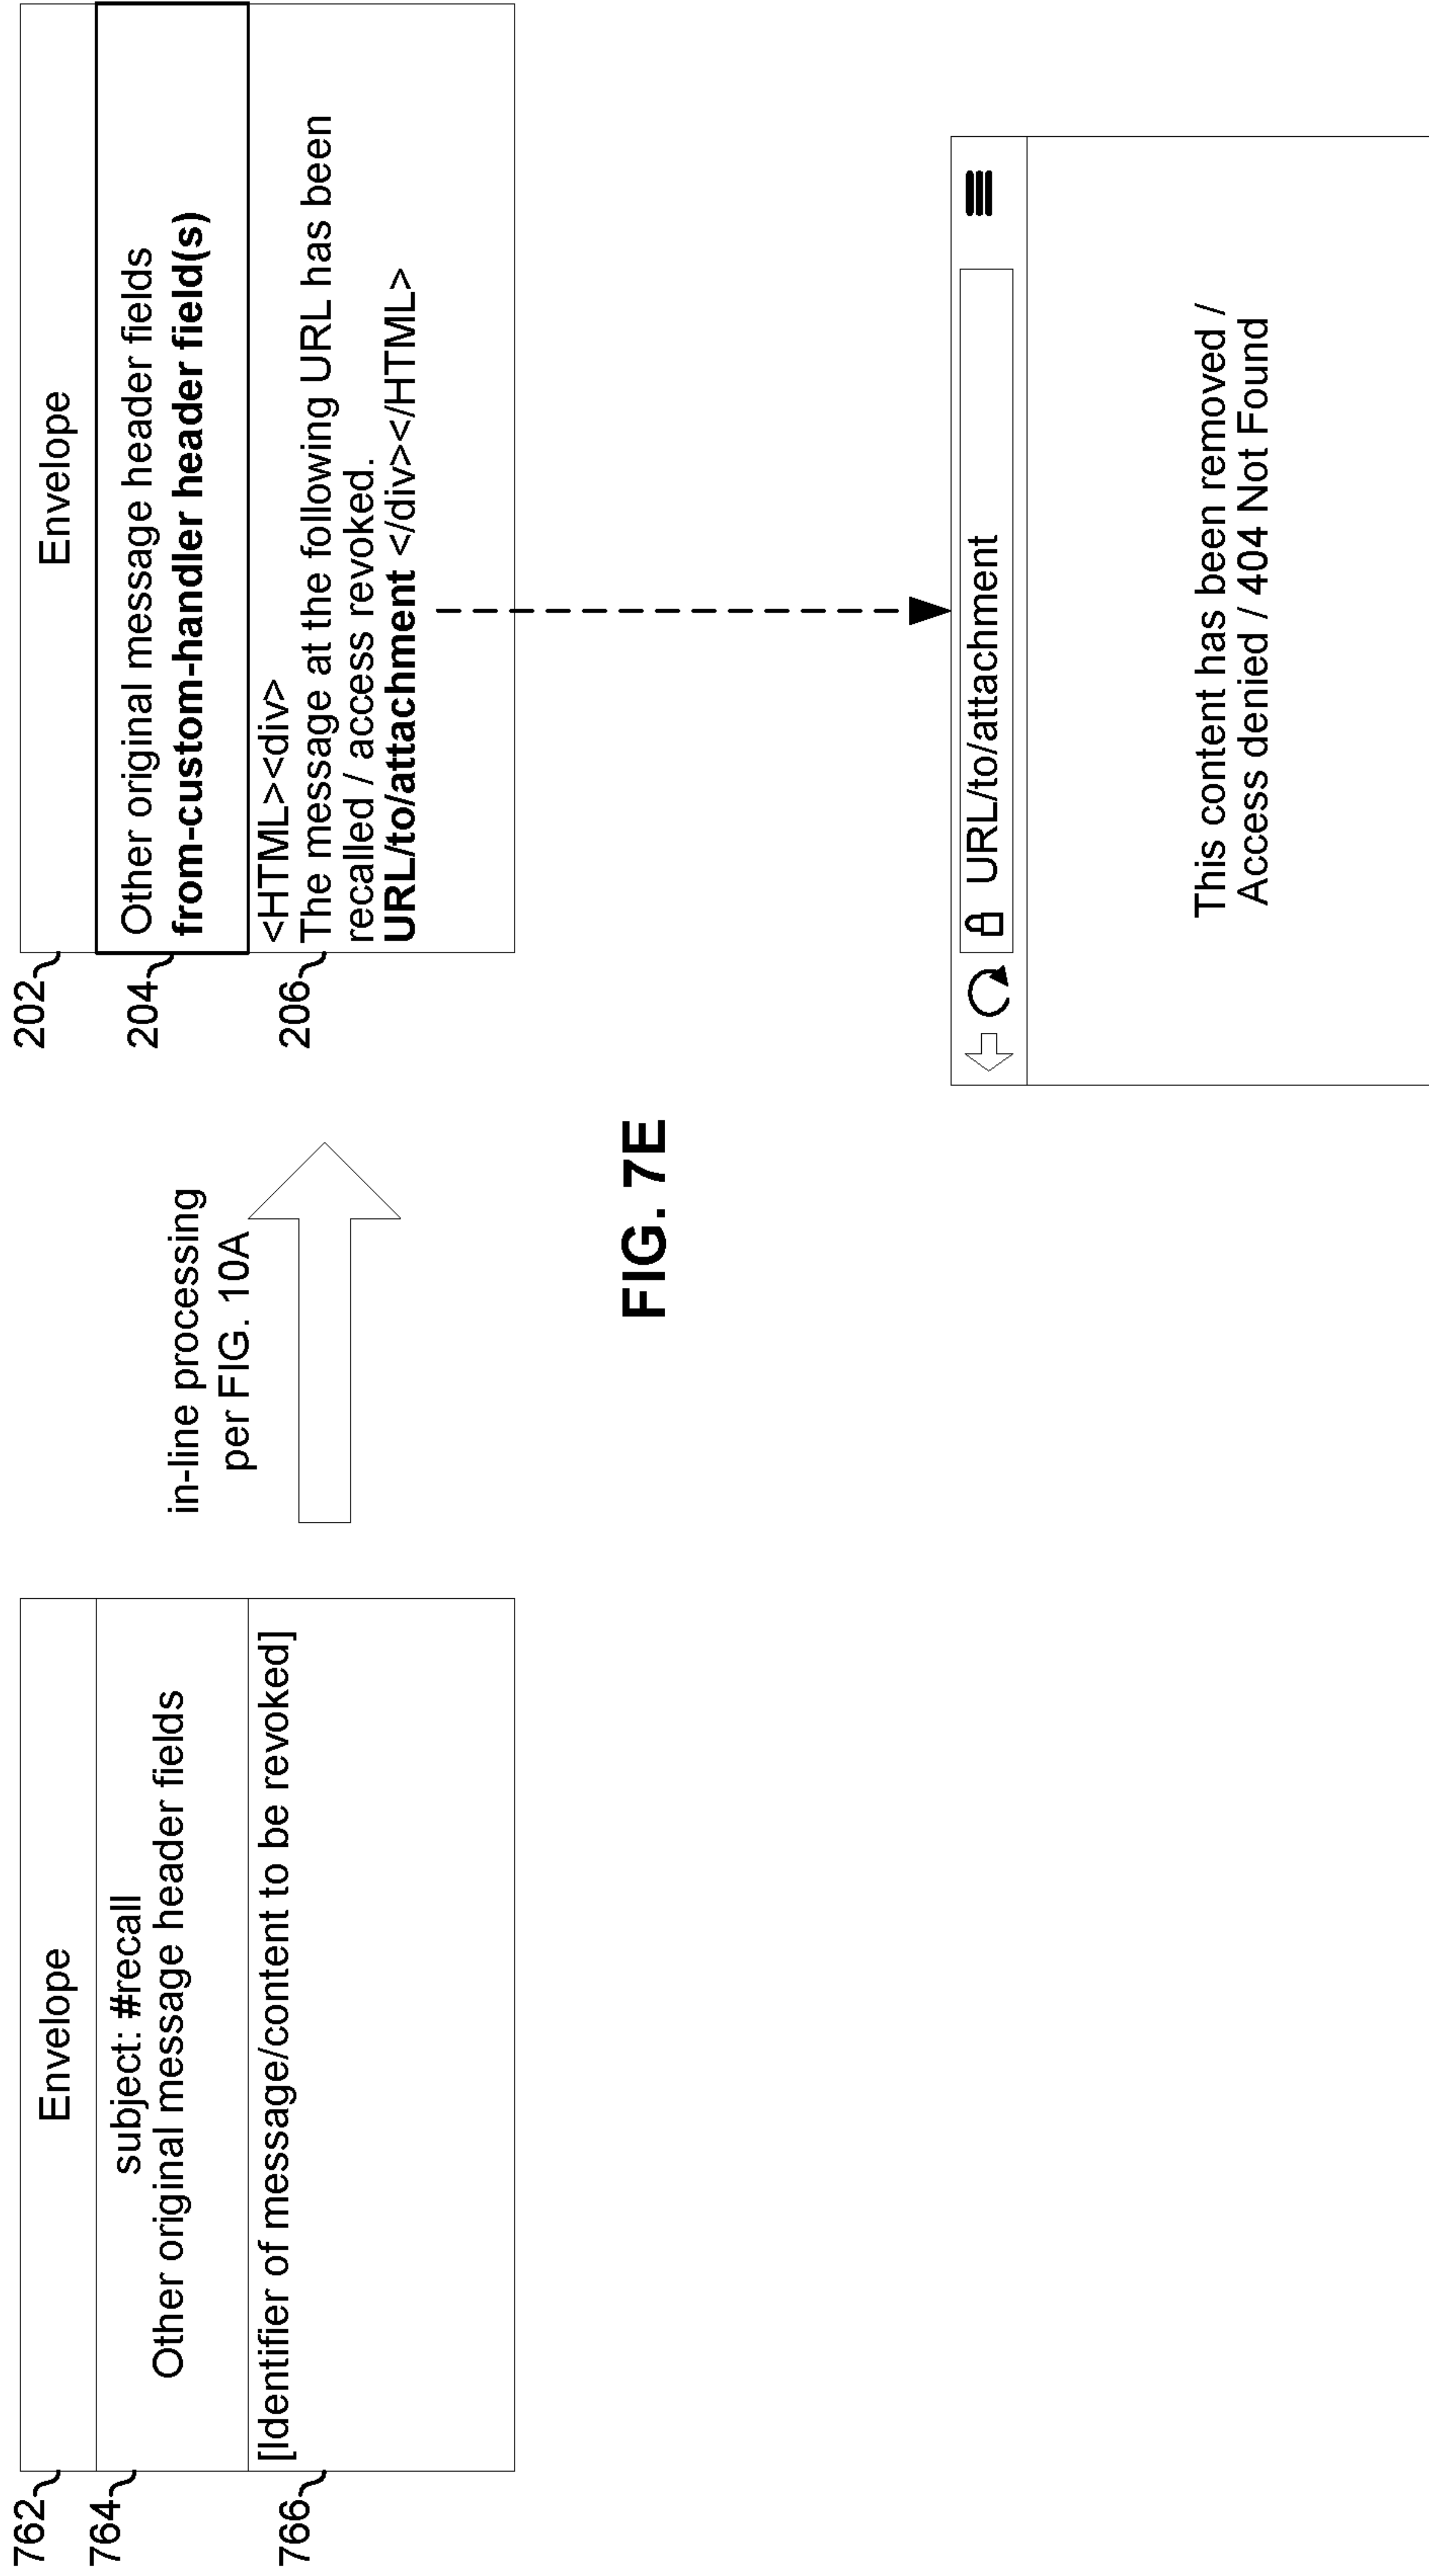 762
Envelope
764
subject: #recall
Other original message header fields
766
[Identifier of message/content to be revoked]
in-line processing
per FIG. 10A
202
Envelope
204
Other original message header fields
from-custom-handler header field(s)
206
<HTML><div>
The message at the following URL has been
recalled / access revoked.
URL/to/attachment </div></HTML>
URL/to/attachment
This content has been removed /
Access denied / 404 Not Found
FIG. 7E